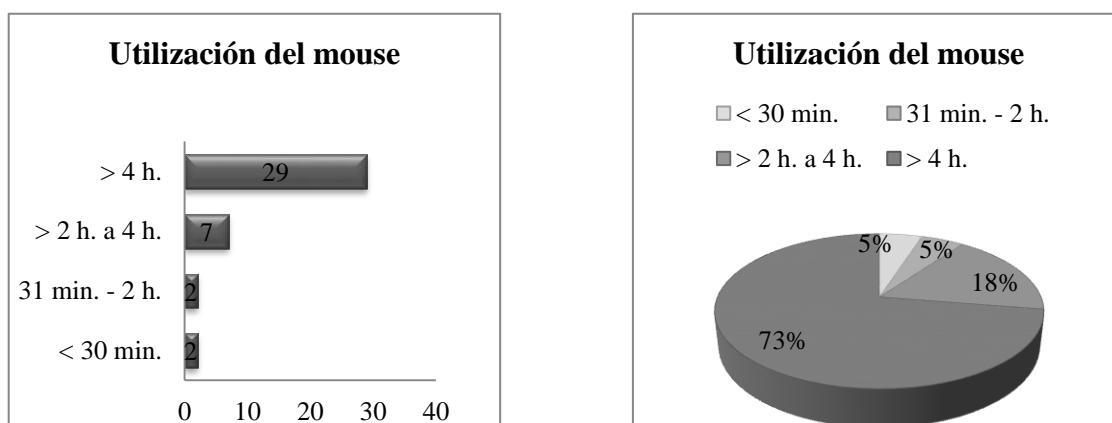 Utilización del mouse
> 4 h.
29
> 2 h. a 4 h.
7
31 min. - 2 h.
2
< 30 min.
2
0 10 20 30 40
Utilización del mouse
< 30 min. 31 min. - 2 h.
> 2 h. a 4 h. > 4 h.
5% 5%
18%
73%